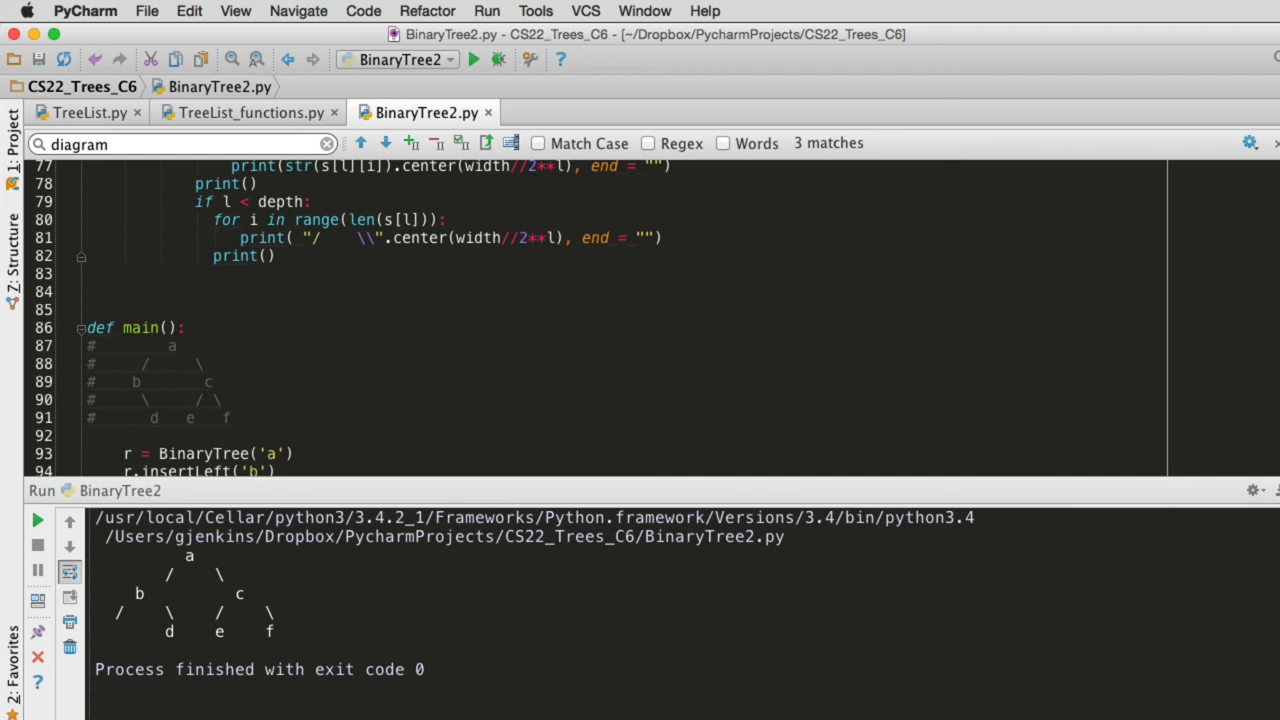 PyCharm File Edit View Navigate Code Refactor Run Tools VCS Window Help
BinaryTree2.py - CS22_Trees_C6 - [~/Dropbox/PycharmProjects/CS22_Trees_C6]
BinaryTree2
CS22_Trees_C6 BinaryTree2.py
TreeList.py × TreeList_functions.py × BinaryTree2.py ×
diagram Match Case Regex Words 3 matches
1: Project
Z: Structure
2: Favorites
77 print(str(s[l][i]).center(width//2**l), end = "")
78 print()
79 if l < depth:
80 for i in range(len(s[l])):
81 print( "/    \\".center(width//2**l), end = "")
82 print()
83
84
85
86 def main():
87 #        a
88 #     /     \
89 #    b       c
90 #     \     / \
91 #      d   e   f
92
93 r = BinaryTree('a')
94 r.insertLeft('b')
Run BinaryTree2
/usr/local/Cellar/python3/3.4.2_1/Frameworks/Python.framework/Versions/3.4/bin/python3.4
/Users/gjenkins/Dropbox/PycharmProjects/CS22_Trees_C6/BinaryTree2.py
         a
       /    \
    b         c
  /    \    /    \
       d    e    f
Process finished with exit code 0